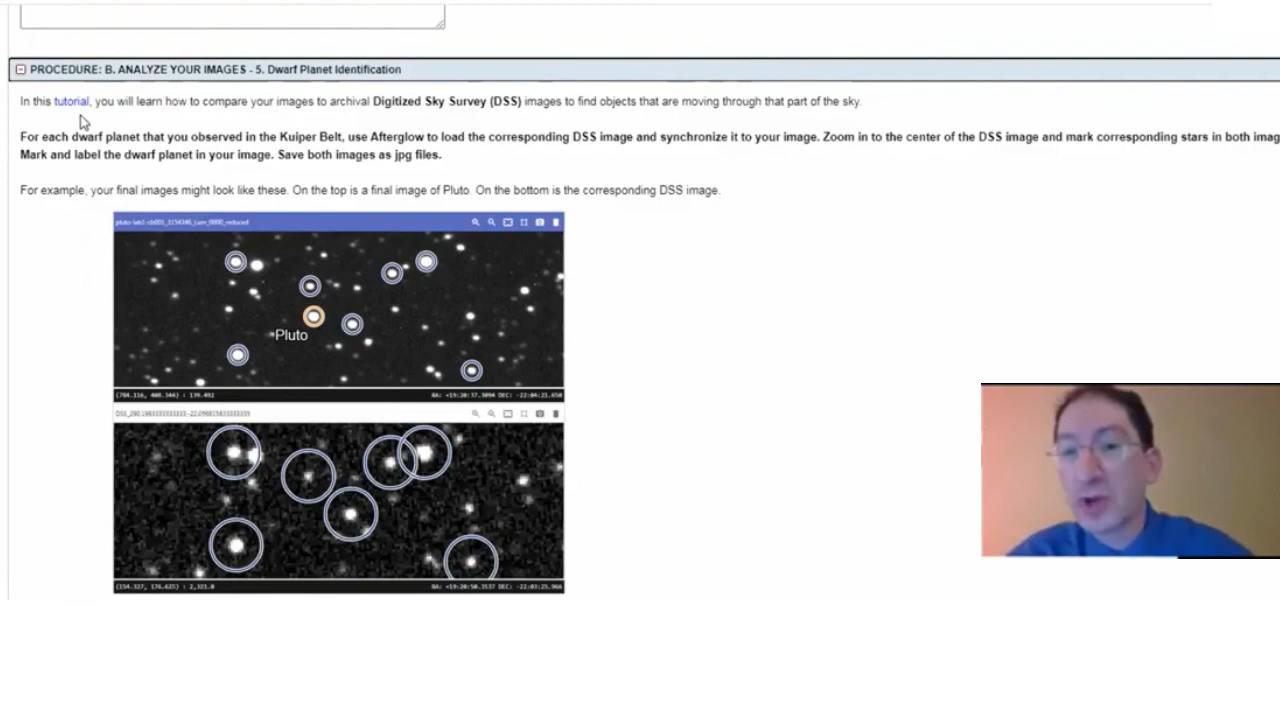 PROCEDURE: B. ANALYZE YOUR IMAGES - 5. Dwarf Planet Identification
In this tutorial, you will learn how to compare your images to archival Digitized Sky Survey (DSS) images to find objects that are moving through that part of the sky.
For each dwarf planet that you observed in the Kuiper Belt, use Afterglow to load the corresponding DSS image and synchronize it to your image. Zoom in to the center of the DSS image and mark corresponding stars in both imag
Mark and label the dwarf planet in your image. Save both images as jpg files.
For example, your final images might look like these. On the top is a final image of Pluto. On the bottom is the corresponding DSS image.
Pluto